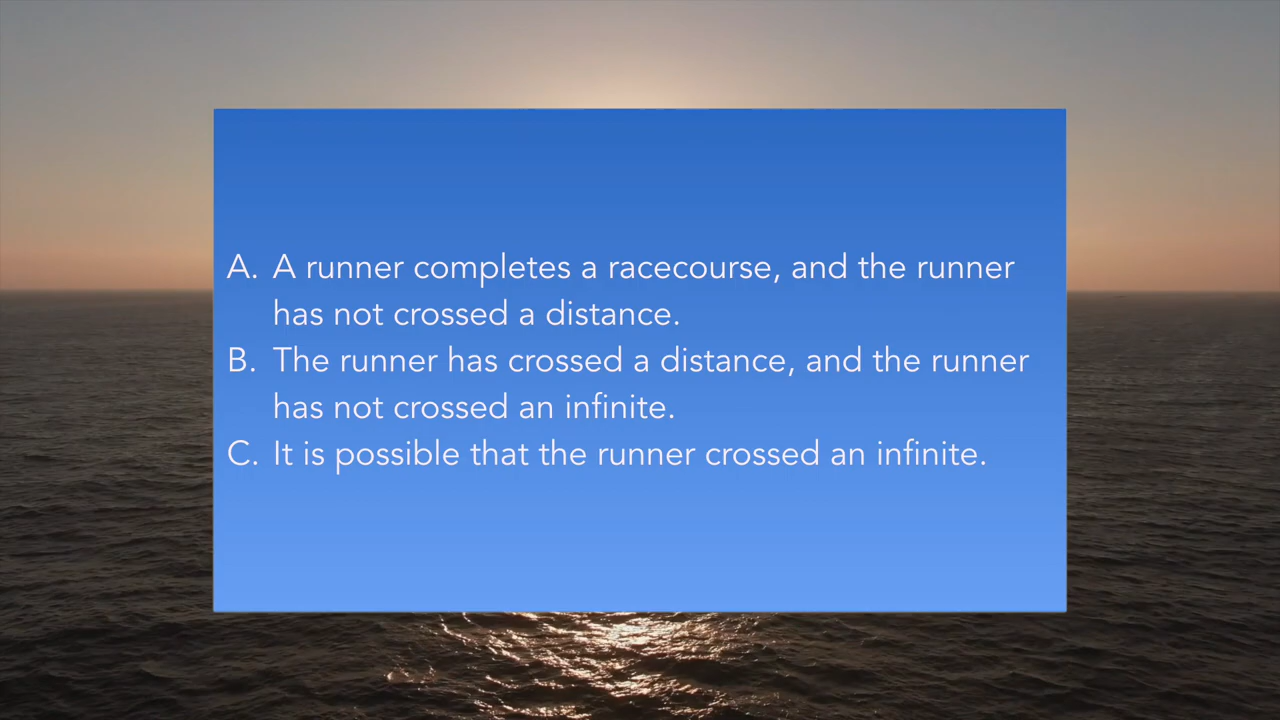 A. A runner completes a racecourse, and the runner
has not crossed a distance.
B. The runner has crossed a distance, and the runner
has not crossed an infinite.
C. It is possible that the runner crossed an infinite.